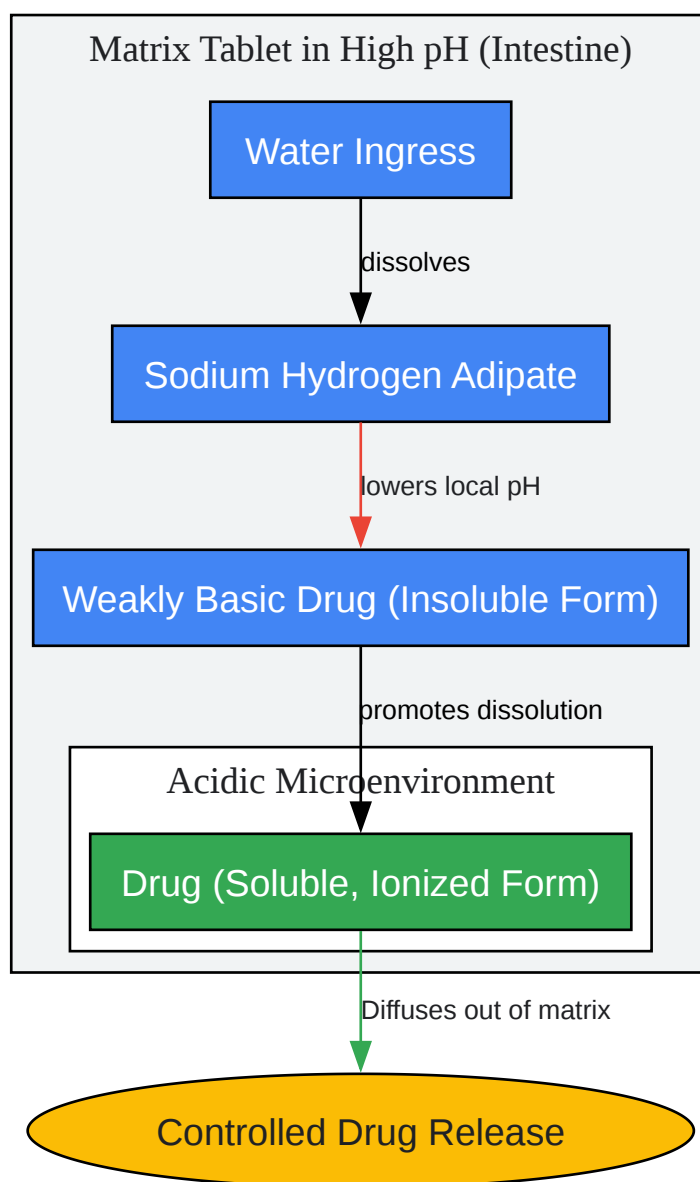 Matrix Tablet in High pH (Intestine)
Water Ingress
dissolves
Sodium Hydrogen Adipate
lowers local pH
Weakly Basic Drug (Insoluble Form)
promotes dissolution
Acidic Microenvironment
Drug (Soluble, Ionized Form)
Diffuses out of matrix
Controlled Drug Release